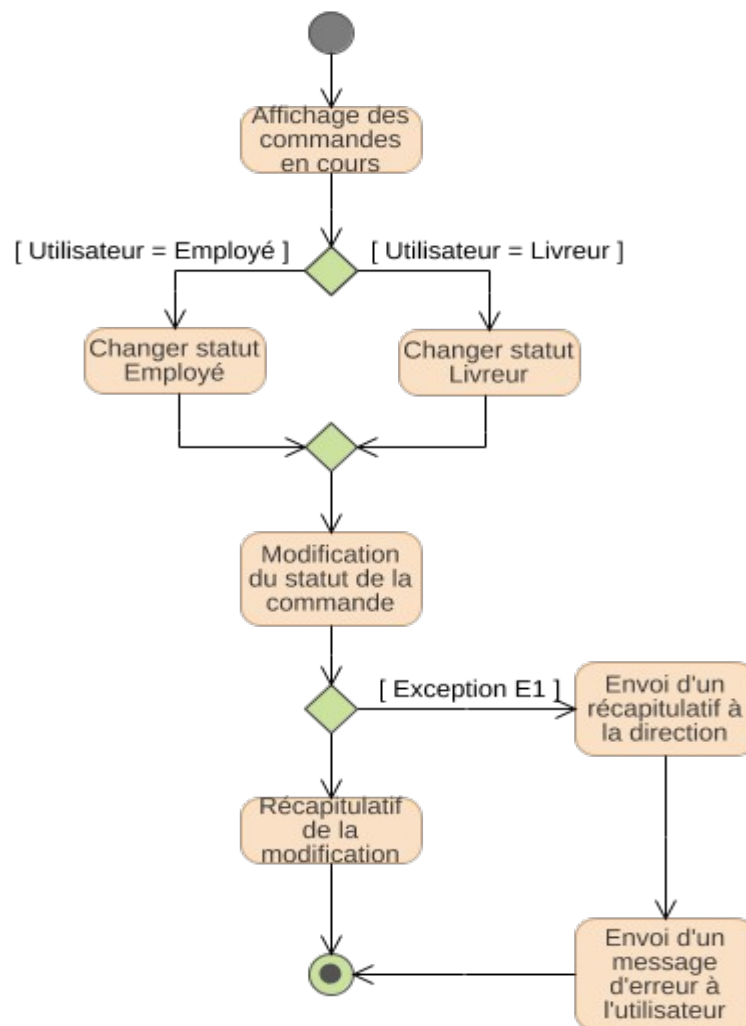 Affichage des
commandes
en cours
[ Utilisateur = Employé ]
[ Utilisateur = Livreur ]
Changer statut
Employé
Changer statut
Livreur
Modification
du statut de la
commande
[ Exception E1 ]
Envoi d'un
récapitulatif à
la direction
Récapitulatif
de la
modification
Envoi d'un
message
d'erreur à
l'utilisateur